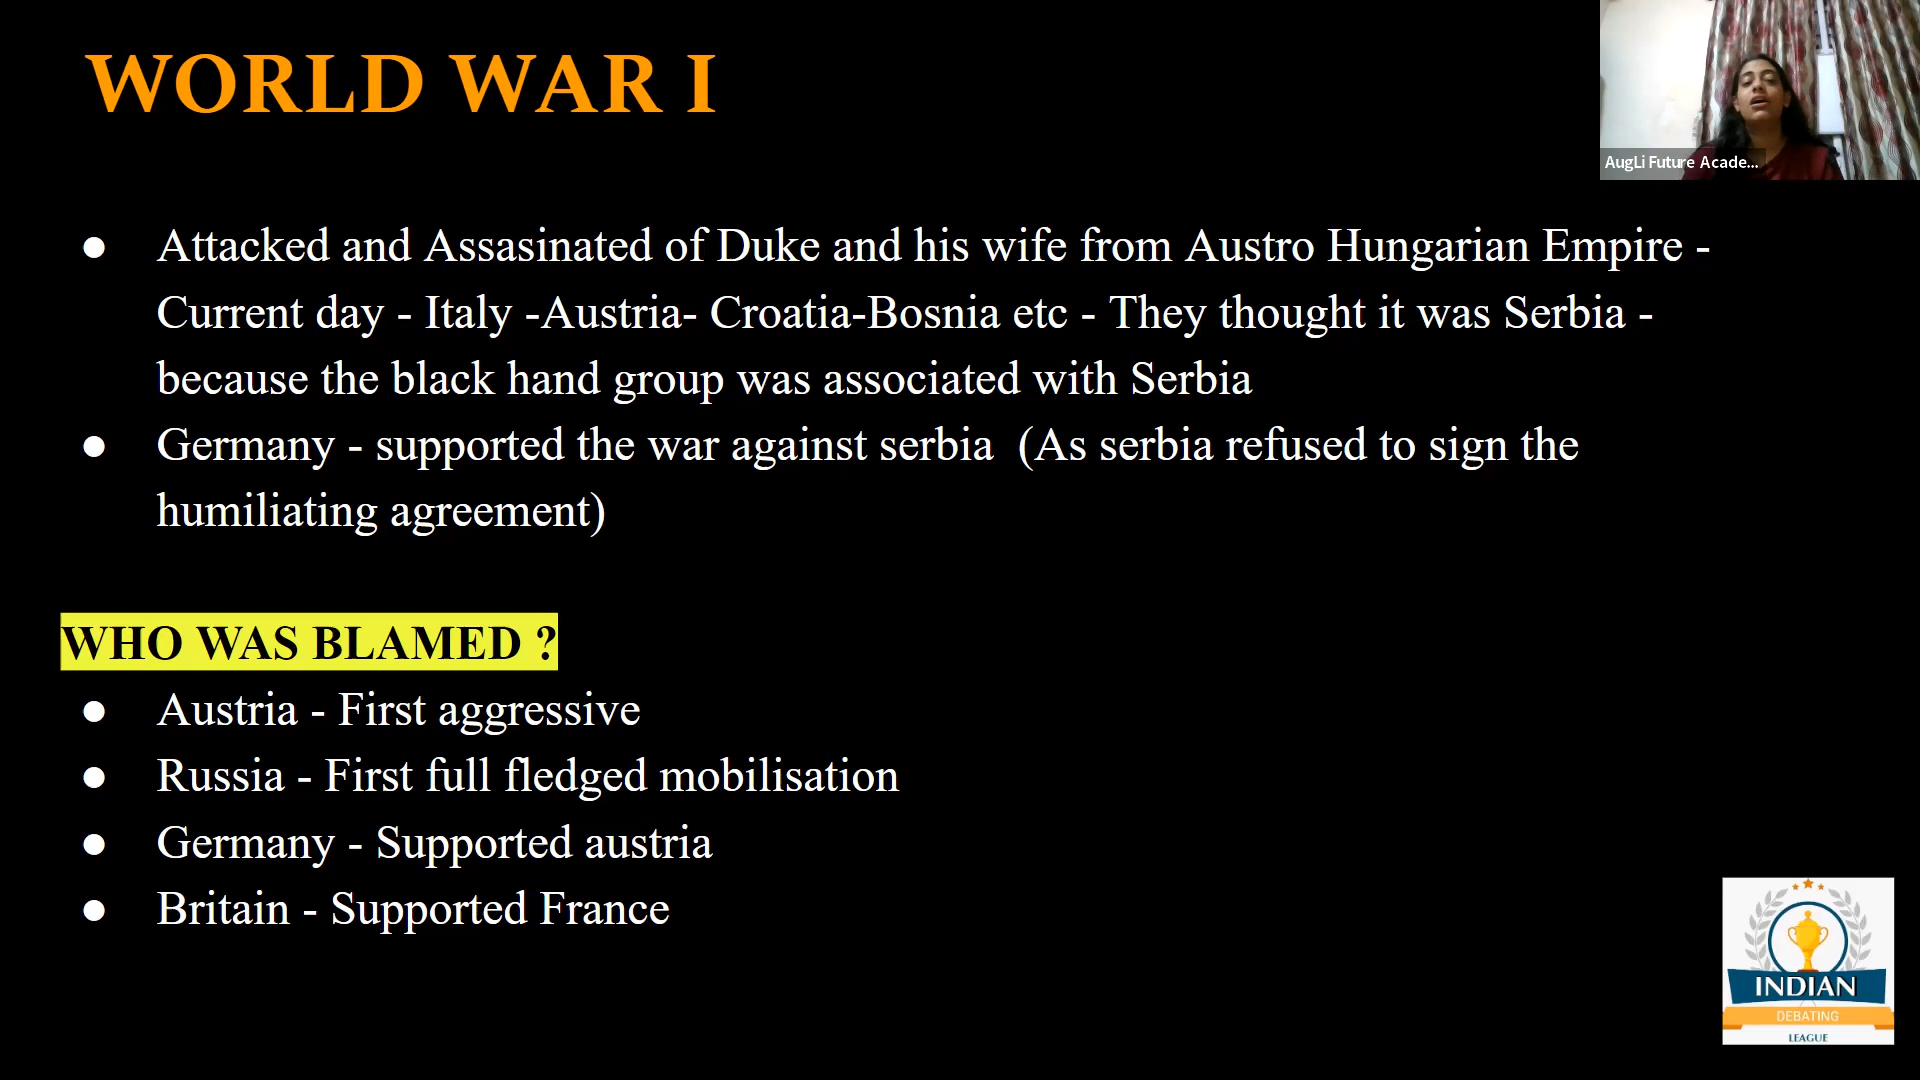 WORLD WAR I
AugLi Future Acade...
● Attacked and Assasinated of Duke and his wife from Austro Hungarian Empire -
Current day - Italy -Austria- Croatia-Bosnia etc - They thought it was Serbia -
because the black hand group was associated with Serbia
● Germany - supported the war against serbia  (As serbia refused to sign the
humiliating agreement)
WHO WAS BLAMED ?
● Austria - First aggressive
● Russia - First full fledged mobilisation
● Germany - Supported austria
● Britain - Supported France
INDIAN
DEBATING
LEAGUE